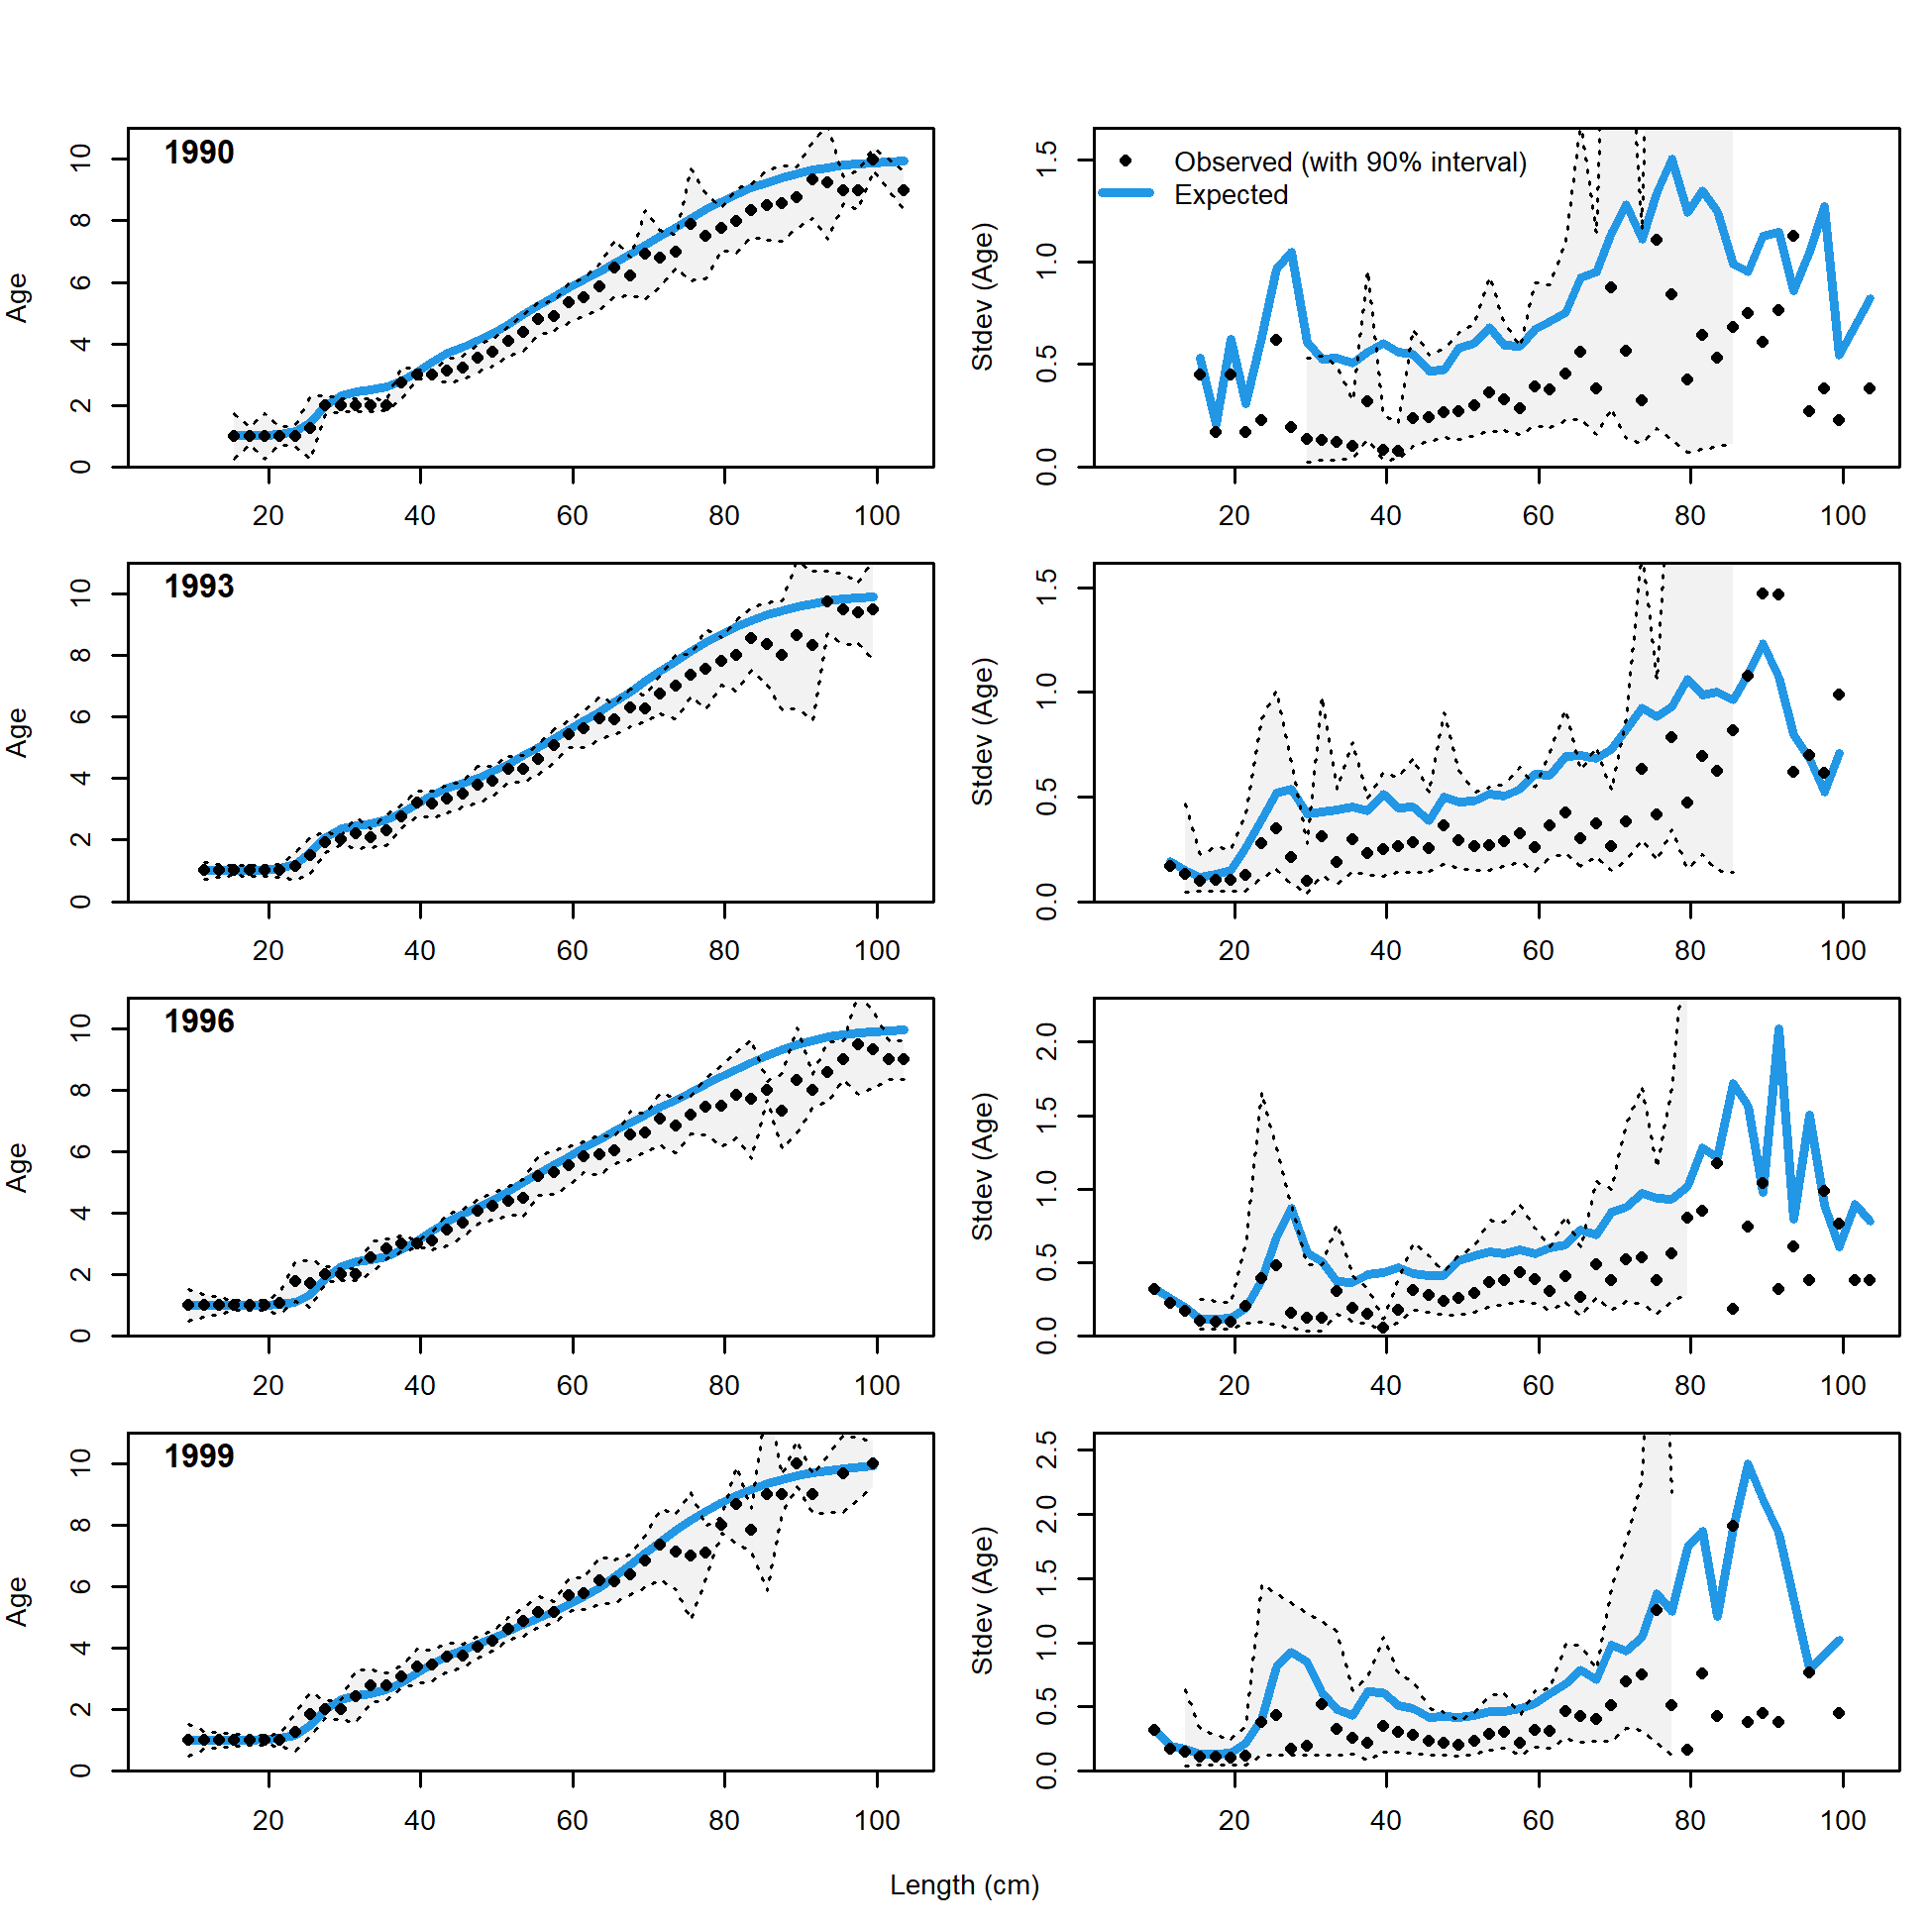 1990
Age
0 2 4 6 8 10
20 40 60 80 100
Observed (with 90% interval)
Expected
Stdev (Age)
0.0 0.5 1.0 1.5
20 40 60 80 100
1993
Age
0 2 4 6 8 10
20 40 60 80 100
Stdev (Age)
0.0 0.5 1.0 1.5
20 40 60 80 100
1996
Age
0 2 4 6 8 10
20 40 60 80 100
Stdev (Age)
0.0 0.5 1.0 1.5 2.0
20 40 60 80 100
1999
Age
0 2 4 6 8 10
20 40 60 80 100
Stdev (Age)
0.0 0.5 1.0 1.5 2.0 2.5
20 40 60 80 100
Length (cm)